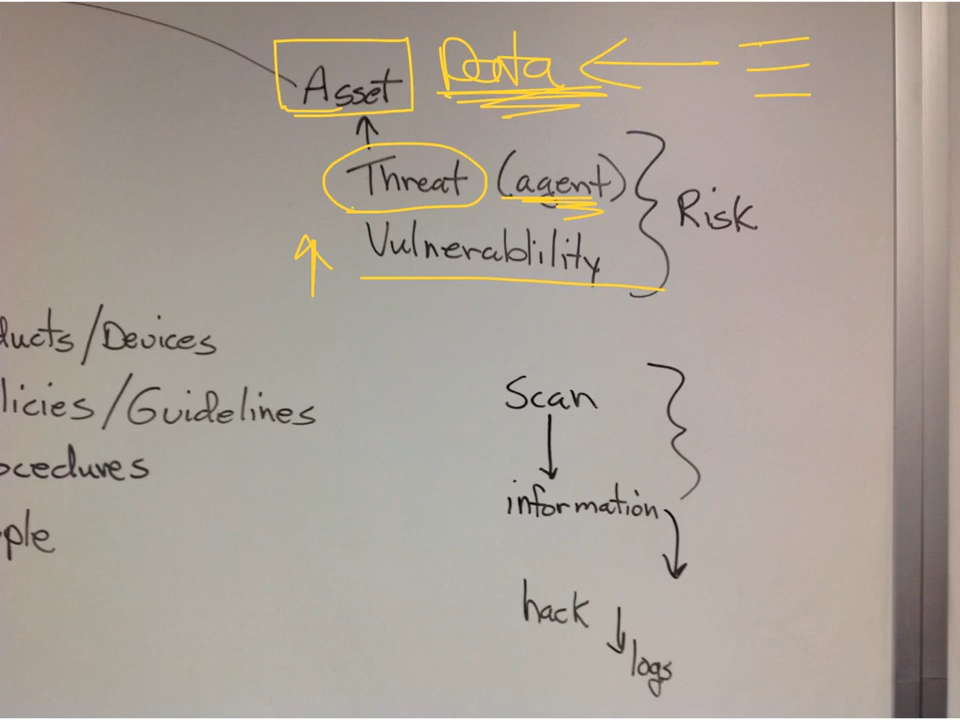 Asset Data
Threat (agent)
Vulnerablility
Risk
ducts/Devices
licies/Guidelines
ocedures
ple
Scan
information
hack
logs